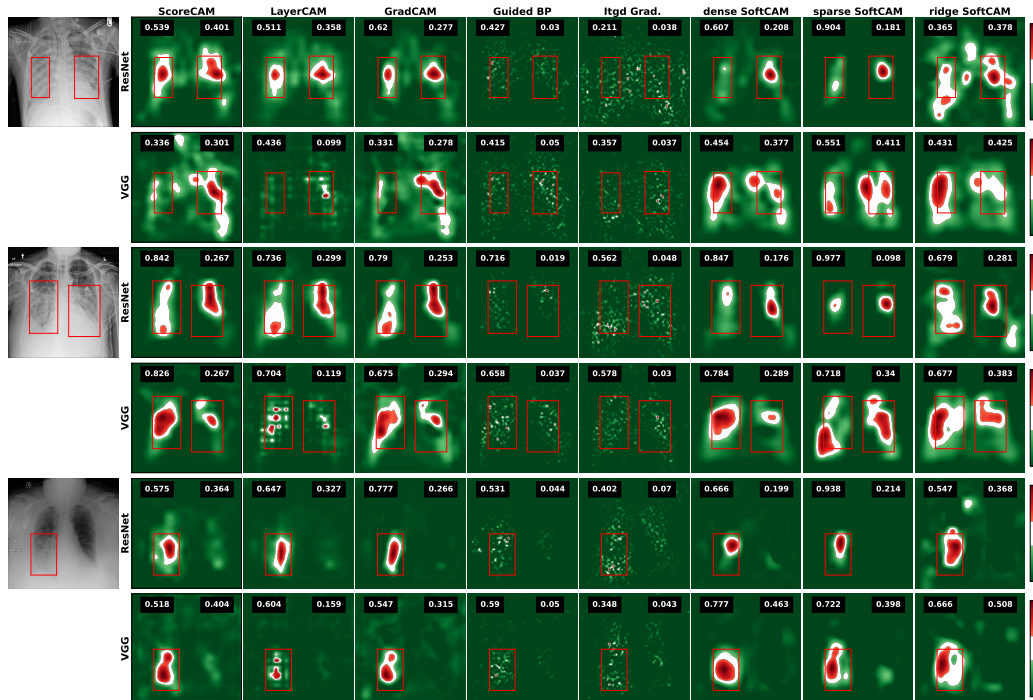 ScoreCAM LayerCAM GradCAM Guided BP Itgd Grad. dense SoftCAM sparse SoftCAM ridge SoftCAM
ResNet 0.539 0.401 0.511 0.358 0.62 0.277 0.427 0.03 0.211 0.038 0.607 0.208 0.904 0.181 0.365 0.378
VGG 0.336 0.301 0.436 0.099 0.331 0.278 0.415 0.05 0.357 0.037 0.454 0.377 0.551 0.411 0.431 0.425
ResNet 0.842 0.267 0.736 0.299 0.79 0.253 0.716 0.019 0.562 0.048 0.847 0.176 0.977 0.098 0.679 0.281
VGG 0.826 0.267 0.704 0.119 0.675 0.294 0.658 0.037 0.578 0.03 0.784 0.289 0.718 0.34 0.677 0.383
ResNet 0.575 0.364 0.647 0.327 0.777 0.266 0.531 0.044 0.402 0.07 0.666 0.199 0.938 0.214 0.547 0.368
VGG 0.518 0.404 0.604 0.159 0.547 0.315 0.59 0.05 0.348 0.043 0.777 0.463 0.722 0.398 0.666 0.508